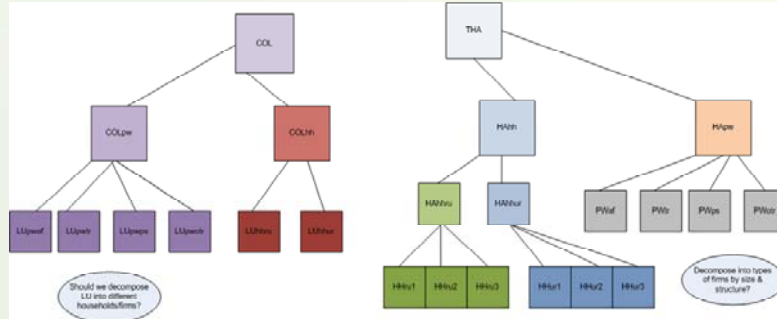 COL
THA
COLpw
COLhh
HAhh
HApw
HAhhru
HAhhur
LUpwaf
LUpwtr
LUpwps
LUpwotr
LUhhru
LUhhur
PWaf
PWtr
PWps
PWotr
HHru1
HHru2
HHru3
HHur1
HHur2
HHur3
Should we decompose
LU into different
households/firms?
Decompose into types
of firms by size &
structure?